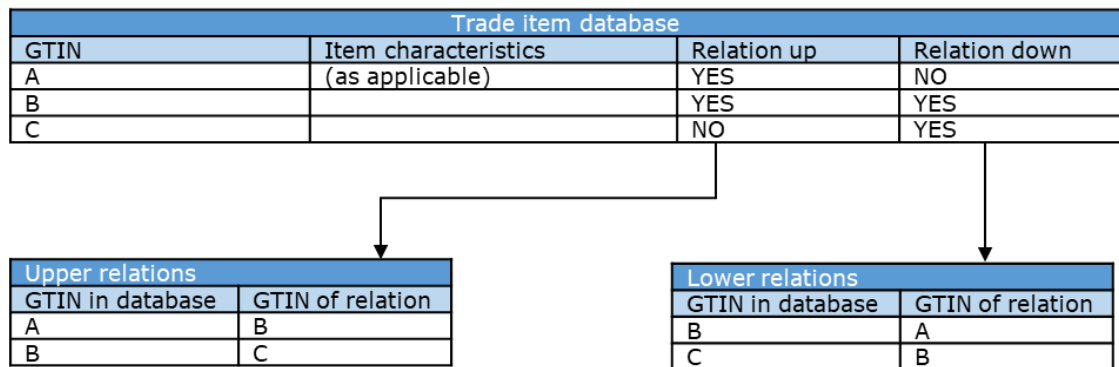 Trade item database
GTIN Item characteristics Relation up Relation down
A (as applicable) YES NO
B YES YES
C NO YES
Upper relations
GTIN in database GTIN of relation
A B
B C
Lower relations
GTIN in database GTIN of relation
B A
C B